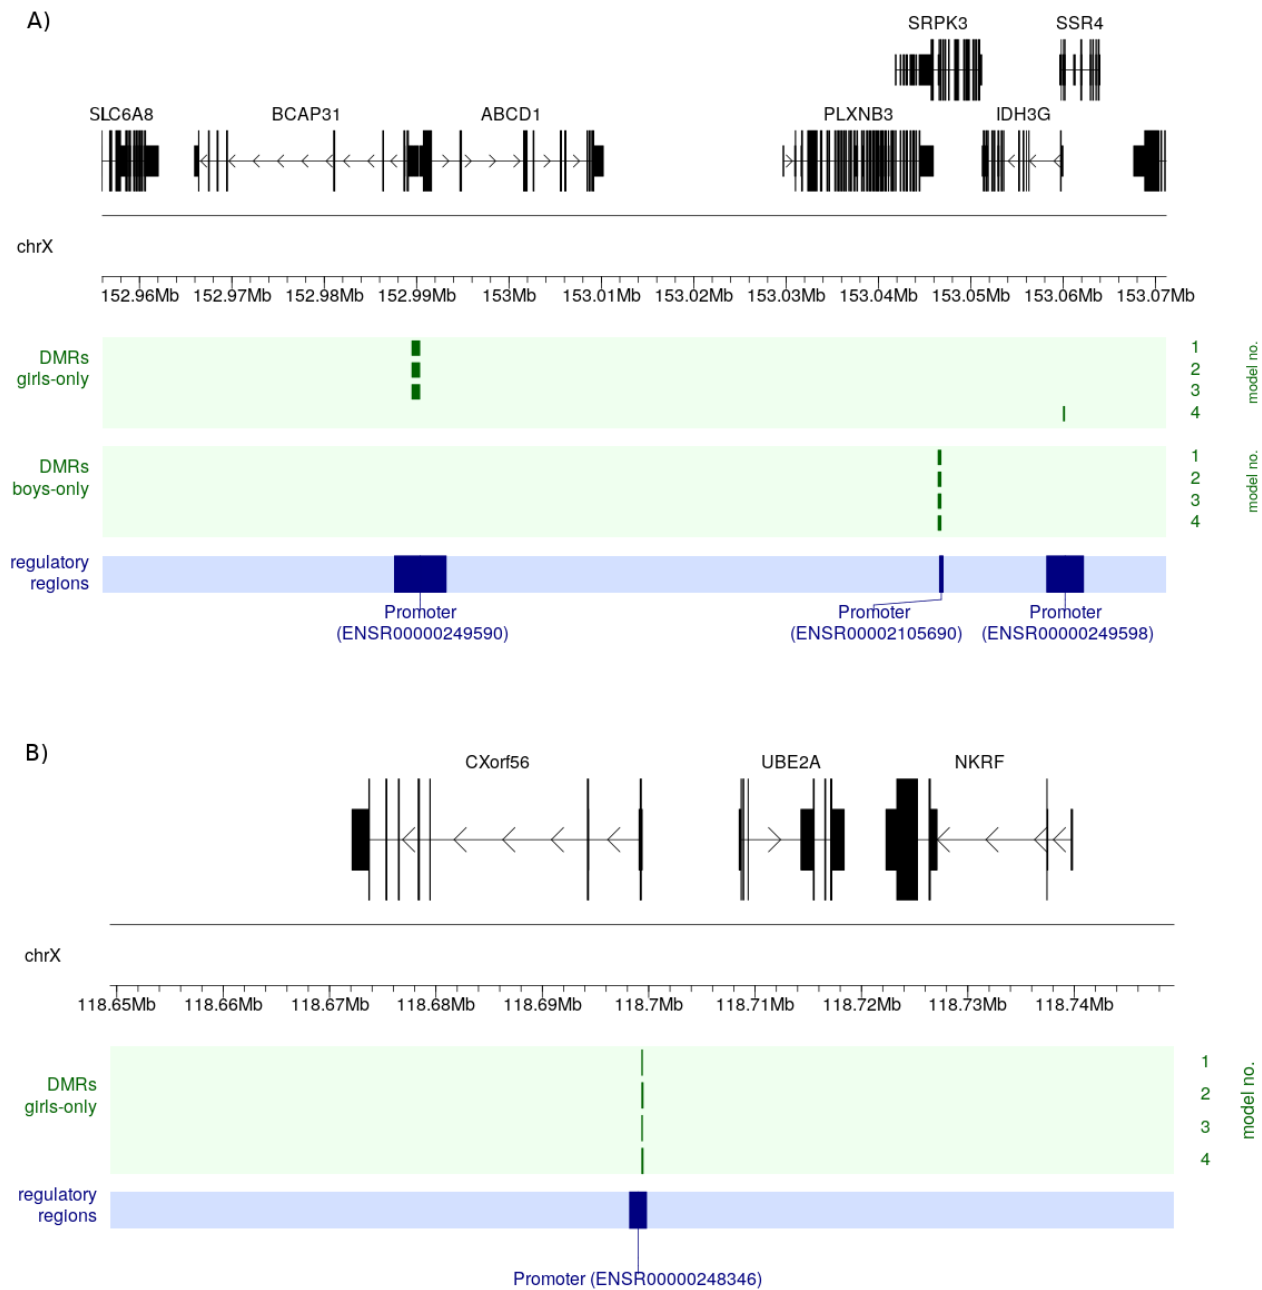 A)
SRPK3 SSR4
SLC6A8 BCAP31 ABCD1 PLXNB3 IDH3G
chrX
152.96Mb 152.97Mb 152.98Mb 152.99Mb 153Mb 153.01Mb 153.02Mb 153.03Mb 153.04Mb 153.05Mb 153.06Mb 153.07Mb
DMRs
girls-only
1
2
3
4
model no.
DMRs
boys-only
1
2
3
4
model no.
regulatory
regions
Promoter
(ENSR00000249590)
Promoter
(ENSR00002105690)
Promoter
(ENSR00000249598)
B)
CXorf56 UBE2A NKRF
chrX
118.65Mb 118.66Mb 118.67Mb 118.68Mb 118.69Mb 118.7Mb 118.71Mb 118.72Mb 118.73Mb 118.74Mb
DMRs
girls-only
1
2
3
4
model no.
regulatory
regions
Promoter (ENSR00000248346)